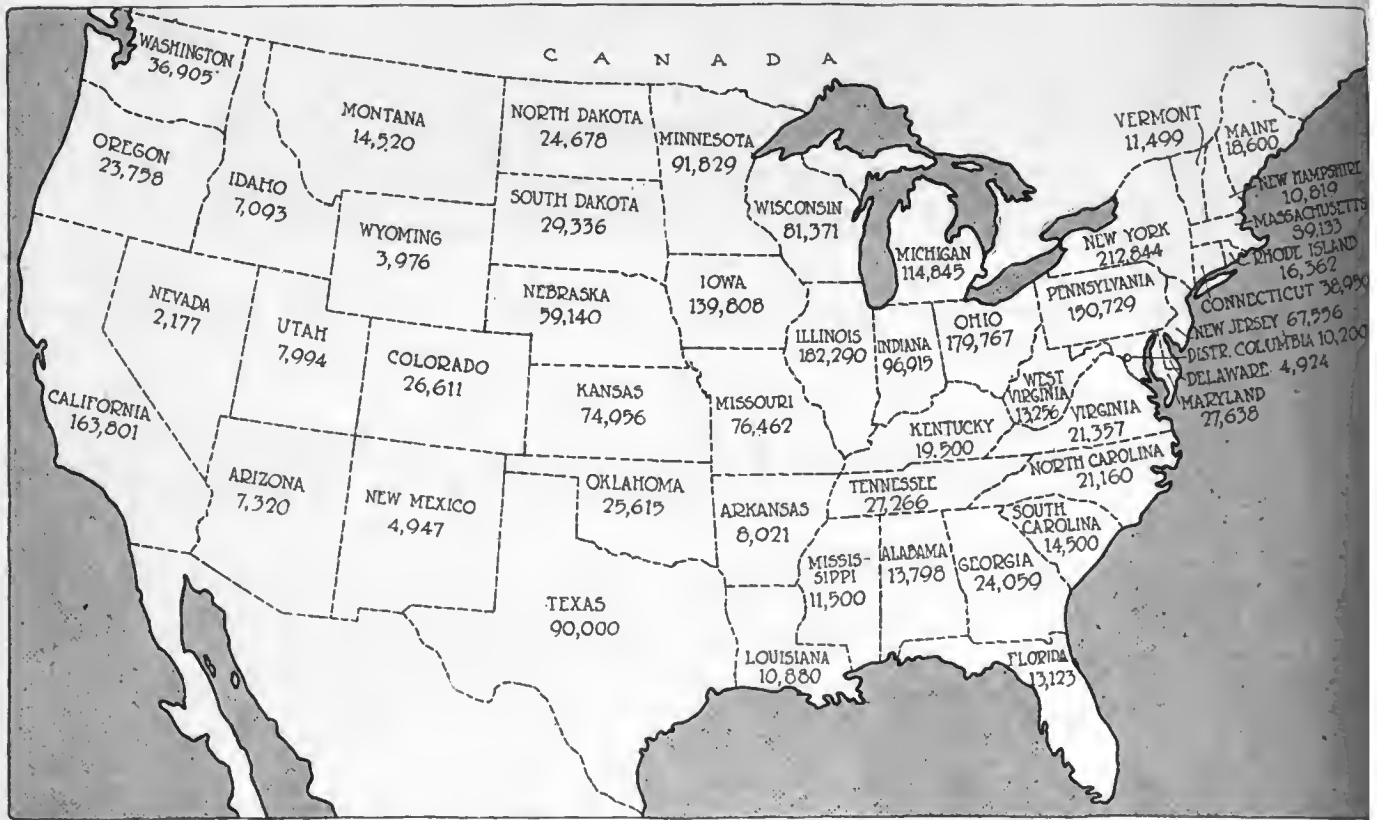 CANADA
WASHINGTON
36,905
OREGON
23,758
IDAHO
7,093
MONTANA
14,520
WYOMING
3,976
NORTH DAKOTA
24,678
SOUTH DAKOTA
29,336
NEBRASKA
59,140
MINNESOTA
91,829
WISCONSIN
81,371
IOWA
139,808
MICHIGAN
114,845
NEVADA
2,177
UTAH
7,994
COLORADO
26,611
KANSAS
74,956
CALIFORNIA
163,801
ARIZONA
7,320
NEW MEXICO
4,947
OKLAHOMA
25,615
TEXAS
90,000
MISSOURI
76,462
ARKANSAS
8,021
LOUISIANA
10,880
ILLINOIS
182,290
INDIANA
96,915
OHIO
179,767
KENTUCKY
19,500
TENNESSEE
27,266
MISSIS-
SIPPI
11,500
ALABAMA
13,798
GEORGIA
24,059
FLORIDA
13,123
SOUTH
CAROLINA
14,500
NORTH CAROLINA
21,160
VIRGINIA
21,357
WEST
VIRGINIA
13,256
PENNSYLVANIA
150,729
NEW YORK
212,844
VERMONT
11,499
MAINE
18,600
NEW HAMPSHIRE
10,819
MASSACHUSETTS
RHODE ISLAND
16,362
CONNECTICUT 38,950
NEW JERSEY 67,556
DISTR. COLUMBIA 10,200
DELAWARE 4,924
MARYLAND
27,638